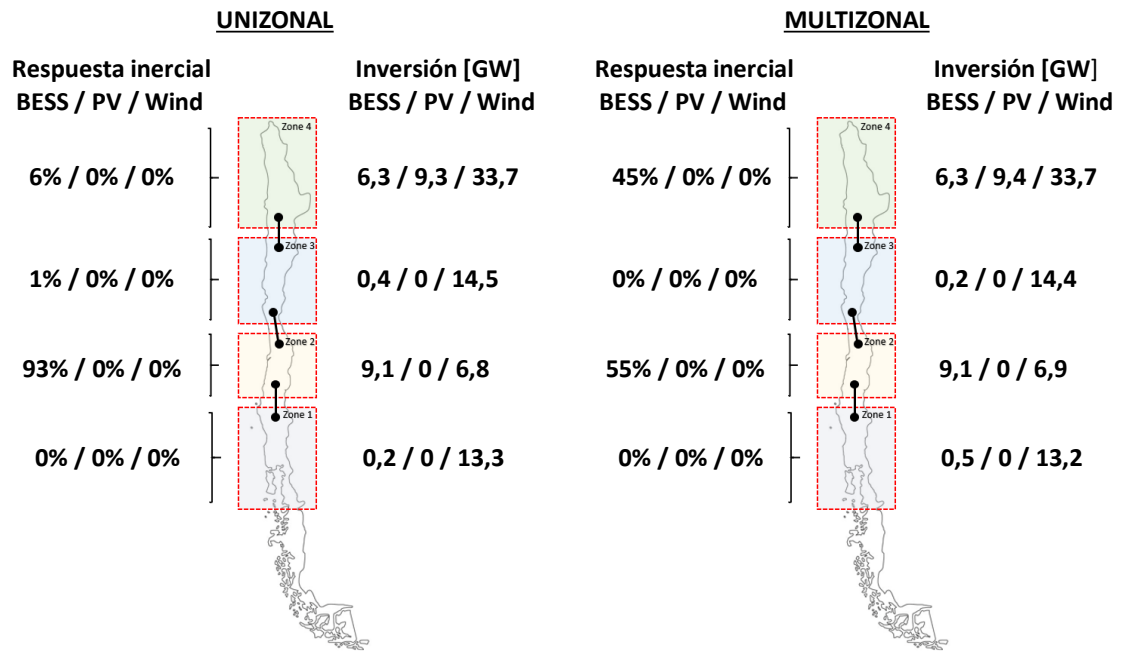 UNIZONAL
Respuesta inercial
BESS / PV / Wind
Inversión [GW]
BESS / PV / Wind
Zone 4
6% / 0% / 0%
6,3 / 9,3 / 33,7
Zone 3
1% / 0% / 0%
0,4 / 0 / 14,5
Zone 2
93% / 0% / 0%
9,1 / 0 / 6,8
Zone 1
0% / 0% / 0%
0,2 / 0 / 13,3
MULTIZONAL
Respuesta inercial
BESS / PV / Wind
Inversión [GW]
BESS / PV / Wind
Zone 4
45% / 0% / 0%
6,3 / 9,4 / 33,7
Zone 3
0% / 0% / 0%
0,2 / 0 / 14,4
Zone 2
55% / 0% / 0%
9,1 / 0 / 6,9
Zone 1
0% / 0% / 0%
0,5 / 0 / 13,2